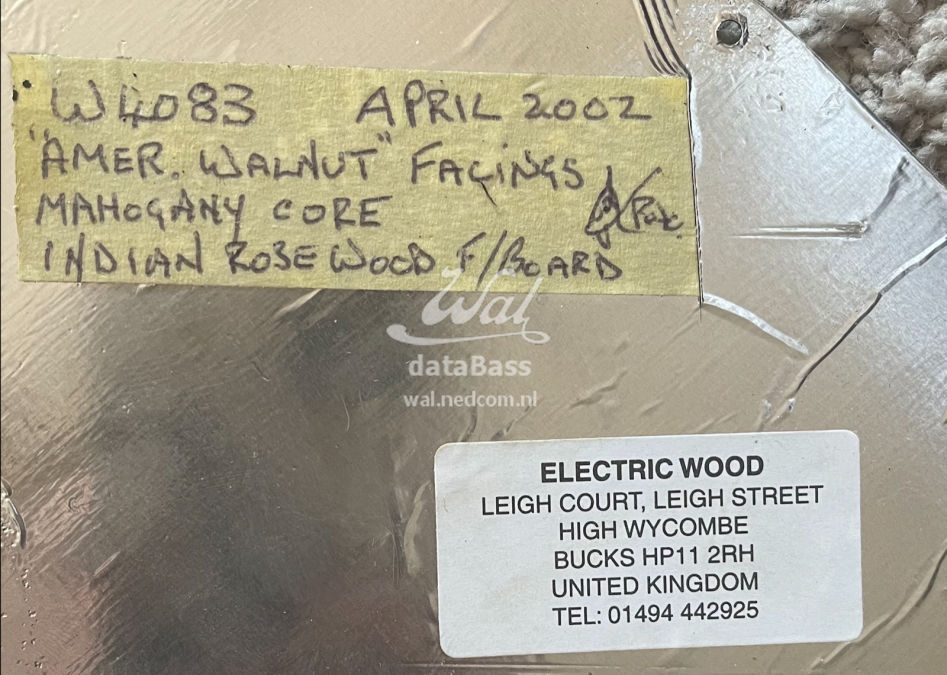 W4083 APRIL 2002
"AMER. WALNUT" FACINGS
MAHOGANY CORE
INDIAN ROSEWOOD F/BOARD
Wal
dataBass
wal.nedcom.nl
ELECTRIC WOOD
LEIGH COURT, LEIGH STREET
HIGH WYCOMBE
BUCKS HP11 2RH
UNITED KINGDOM
TEL: 01494 442925